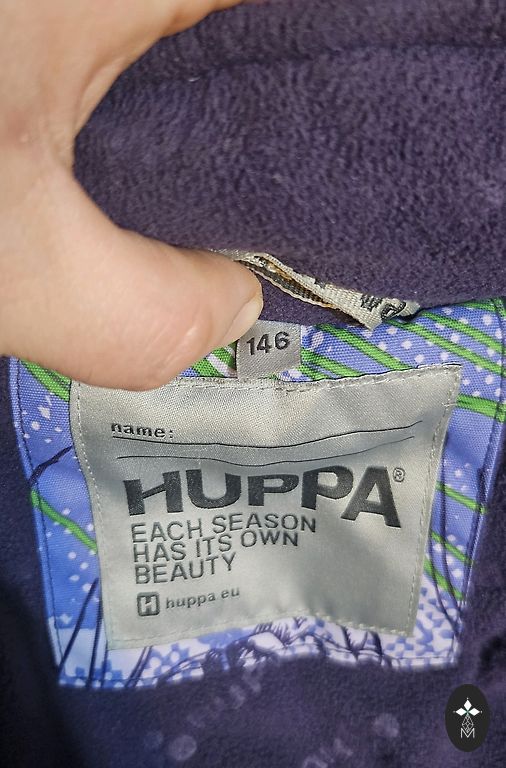 146
name:
HUPPA®
EACH SEASON
HAS ITS OWN
BEAUTY
H huppa.eu